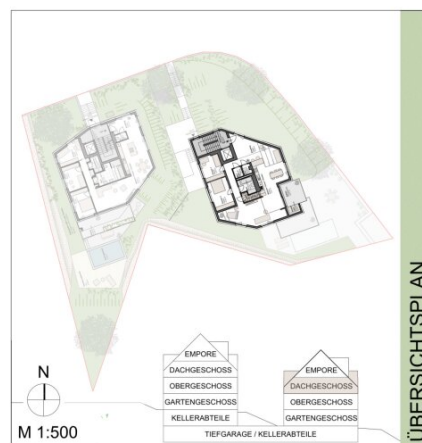 ÜBERSICHTSPLAN
EMPORE
DACHGESCHOSS
OBERGESCHOSS
GARTENGESCHOSS
KELLERABTEILE
EMPORE
DACHGESCHOSS
OBERGESCHOSS
GARTENGESCHOSS
TIEFGARAGE / KELLERABTEILE
N
M 1:500